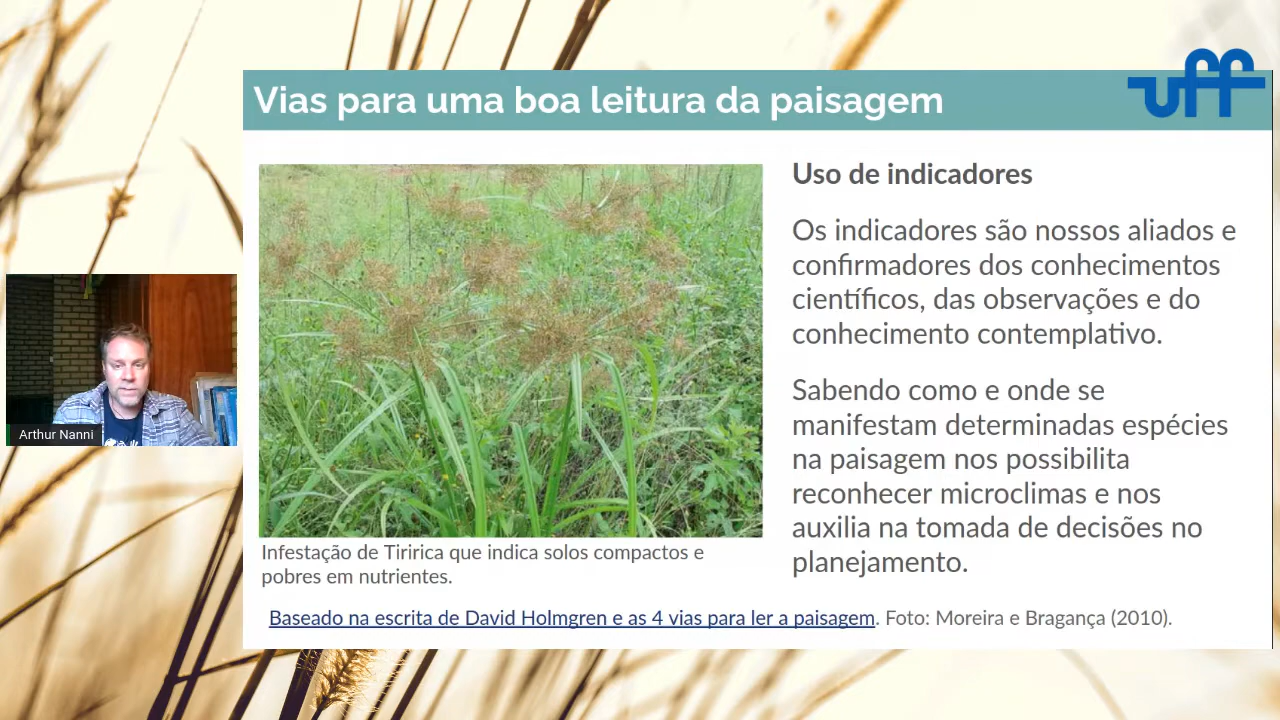 Vias para uma boa leitura da paisagem
uff
Uso de indicadores
Os indicadores são nossos aliados e
confirmadores dos conhecimentos
científicos, das observações e do
conhecimento contemplativo.
Sabendo como e onde se
manifestam determinadas espécies
na paisagem nos possibilita
reconhecer microclimas e nos
auxilia na tomada de decisões no
planejamento.
Infestação de Tiririca que indica solos compactos e
pobres em nutrientes.
Baseado na escrita de David Holmgren e as 4 vias para ler a paisagem. Foto: Moreira e Bragança (2010).
Arthur Nanni